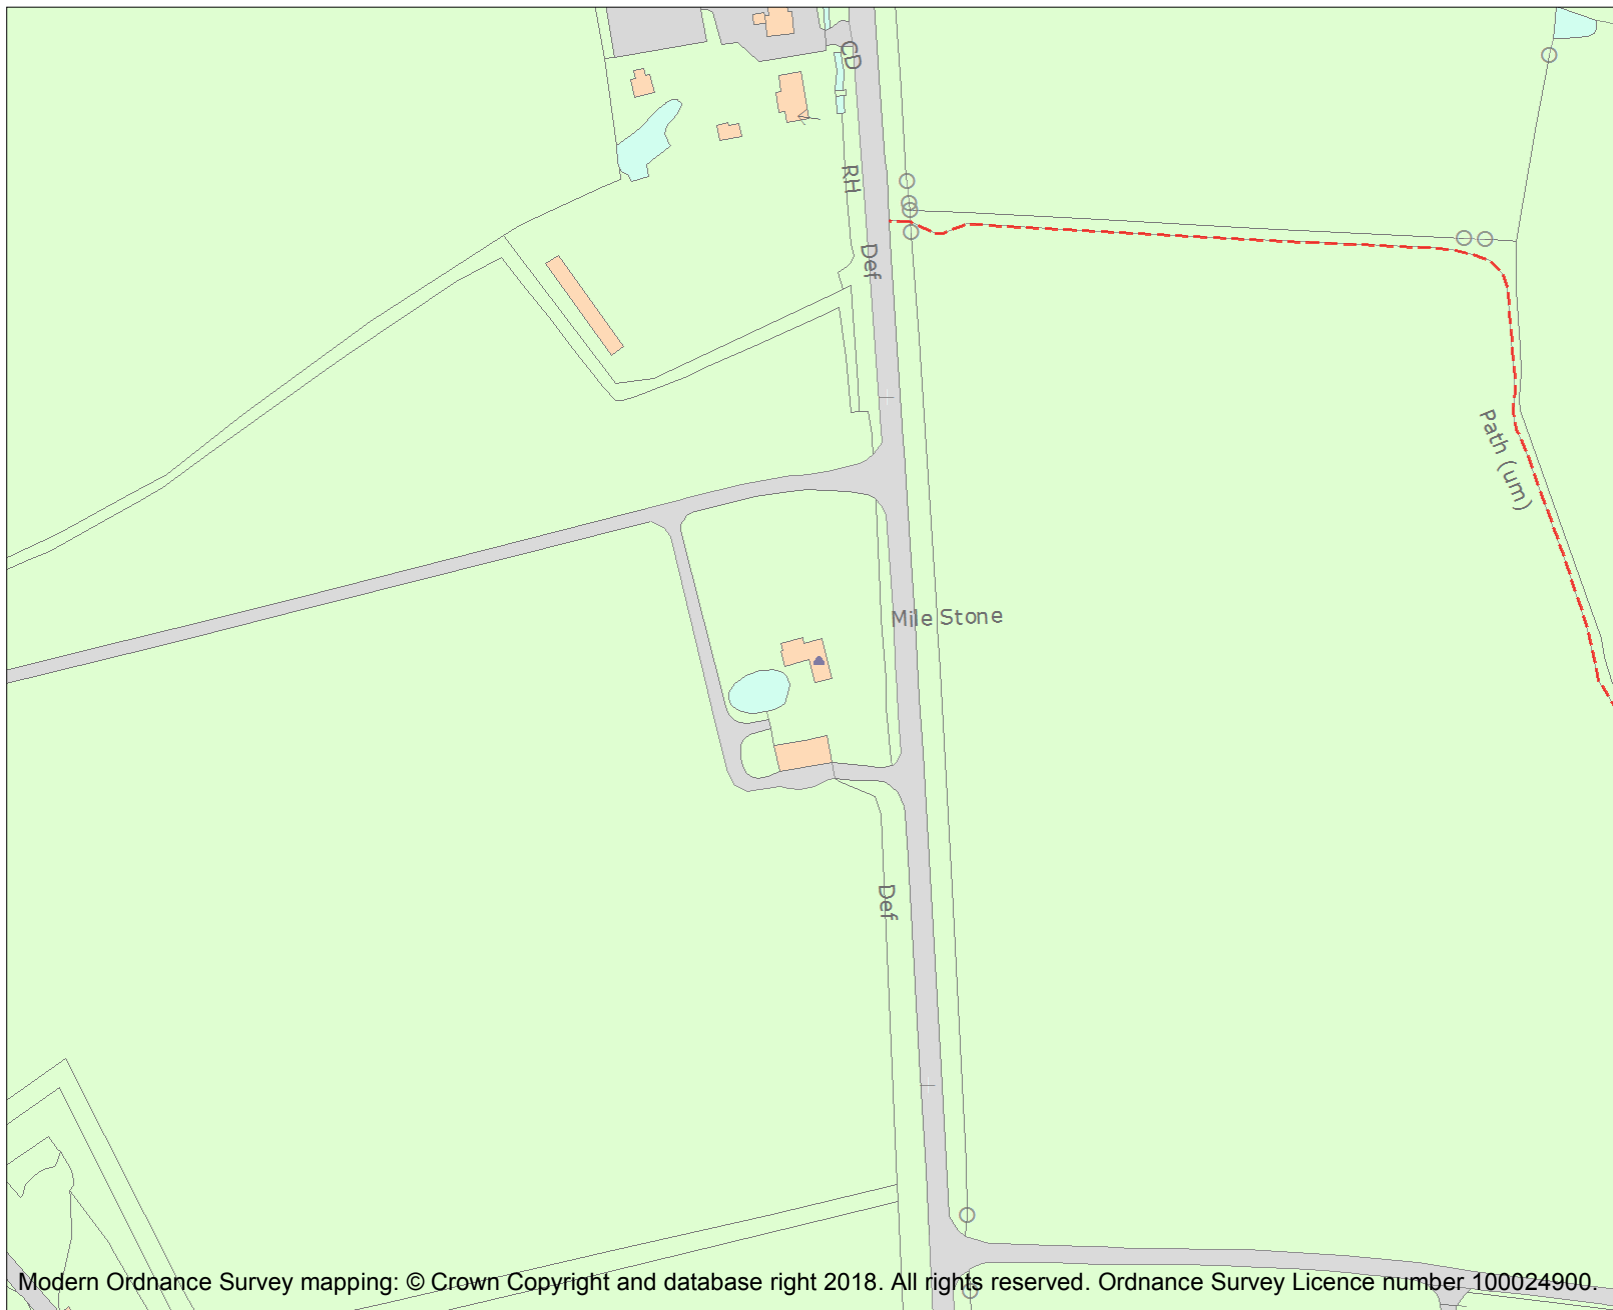 CD
RH
Def
Path (um)
Mile Stone
Def
Modern Ordnance Survey mapping: © Crown Copyright and database right 2018. All rights reserved. Ordnance Survey Licence number 100024900.